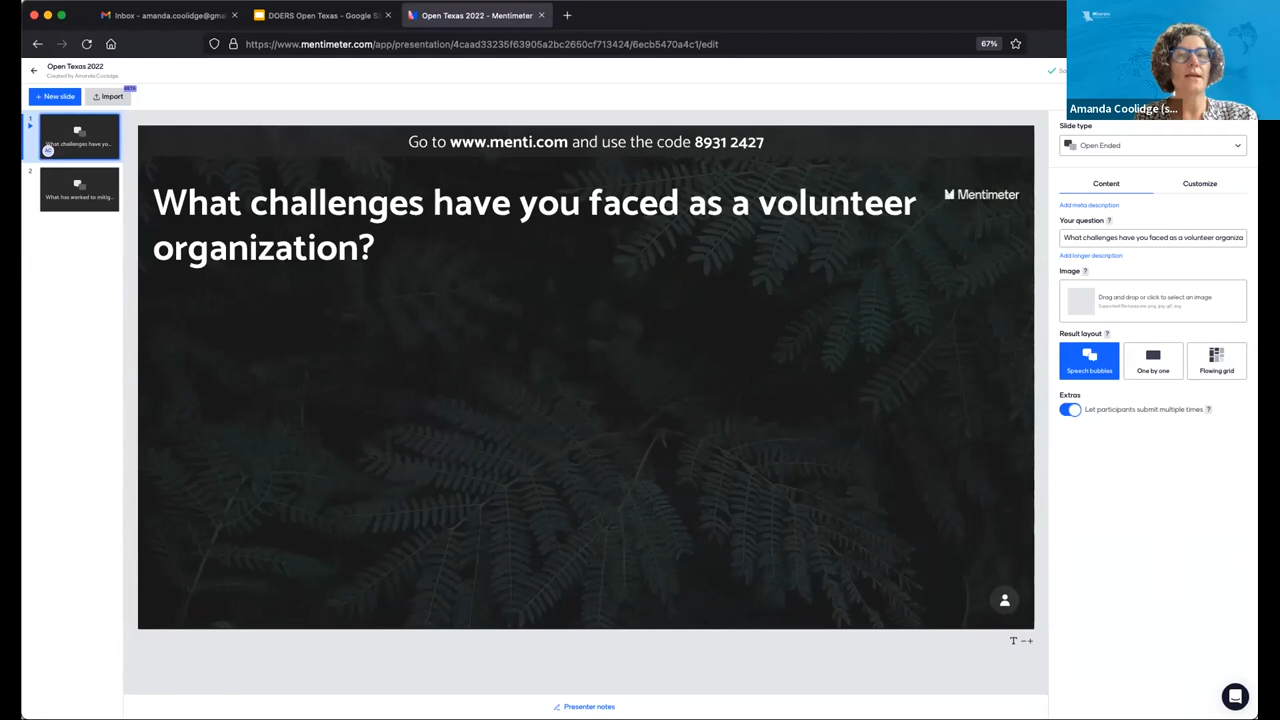 Inbox - amanda.coolidge@gmai
DOERS Open Texas - Google Sl
Open Texas 2022 - Mentimeter
https://www.mentimeter.com/app/presentation/4caad33235f63905a2bc2650cf713424/6ecb5470a4c1/edit
67%
Open Texas 2022
Created by Amanda Coolidge
Amanda Coolidge (s...
+ New slide
Import
BETA
1
What challenges have yo...
AC
2
What has worked to mitig...
Go to www.menti.com and use the code 8931 2427
What challenges have you faced as a volunteer
organization?
Mentimeter
T − +
Presenter notes
Slide type
Open Ended
Content
Customize
Add meta description
Your question ?
What challenges have you faced as a volunteer organiza
Add longer description
Image ?
Drag and drop or click to select an image
Result layout ?
Speech bubbles
One by one
Flowing grid
Extras
Let participants submit multiple times ?